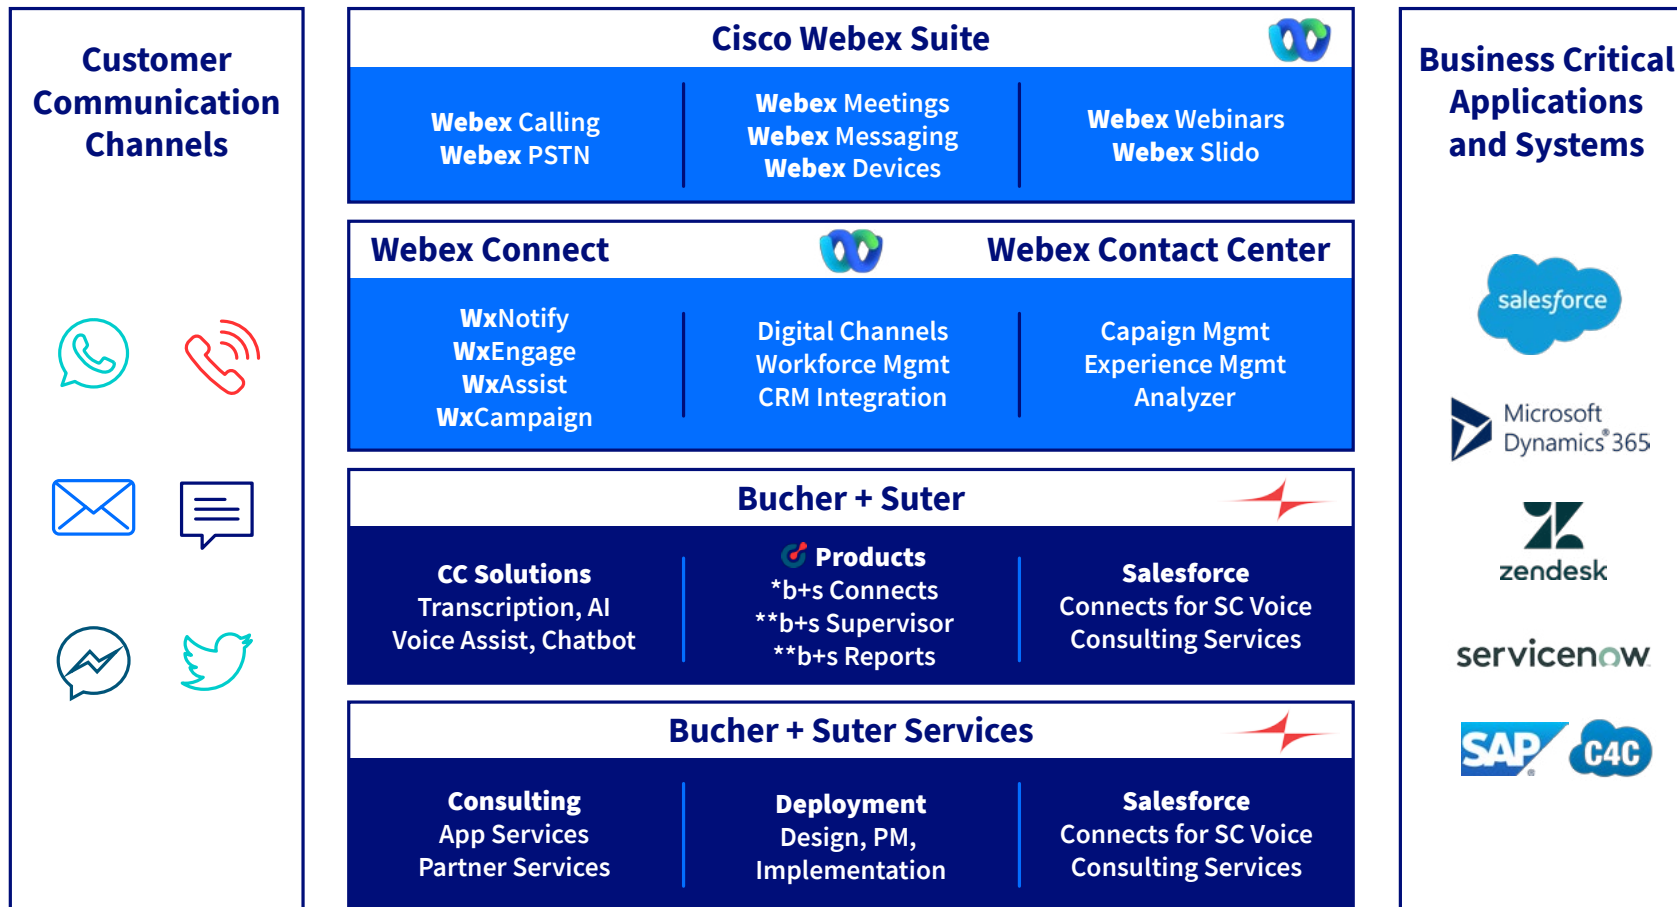 Customer
Communication
Channels
Cisco Webex Suite
Webex Calling
Webex PSTN
Webex Meetings
Webex Messaging
Webex Devices
Webex Webinars
Webex Slido
Webex Connect
Webex Contact Center
WxNotify
WxEngage
WxAssist
WxCampaign
Digital Channels
Workforce Mgmt
CRM Integration
Capaign Mgmt
Experience Mgmt
Analyzer
Bucher + Suter
CC Solutions
Transcription, AI
Voice Assist, Chatbot
Products
*b+s Connects
**b+s Supervisor
**b+s Reports
Salesforce
Connects for SC Voice
Consulting Services
Bucher + Suter Services
Consulting
App Services
Partner Services
Deployment
Design, PM,
Implementation
Salesforce
Connects for SC Voice
Consulting Services
Business Critical
Applications
and Systems
salesforce
Microsoft
Dynamics® 365
zendesk
servicenow
SAP® C4C